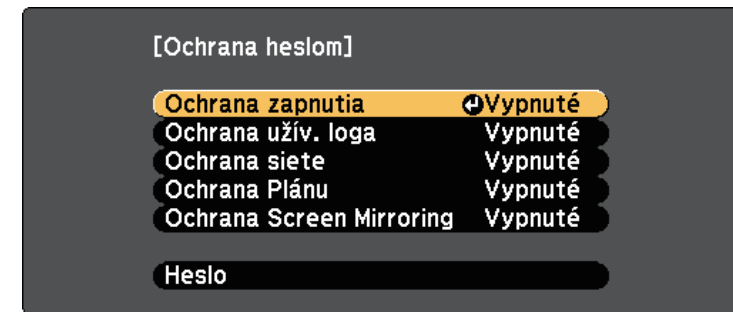 [Ochrana heslom]
Ochrana zapnutia Vypnuté
Ochrana užív. loga Vypnuté
Ochrana siete Vypnuté
Ochrana Plánu Vypnuté
Ochrana Screen Mirroring Vypnuté
Heslo